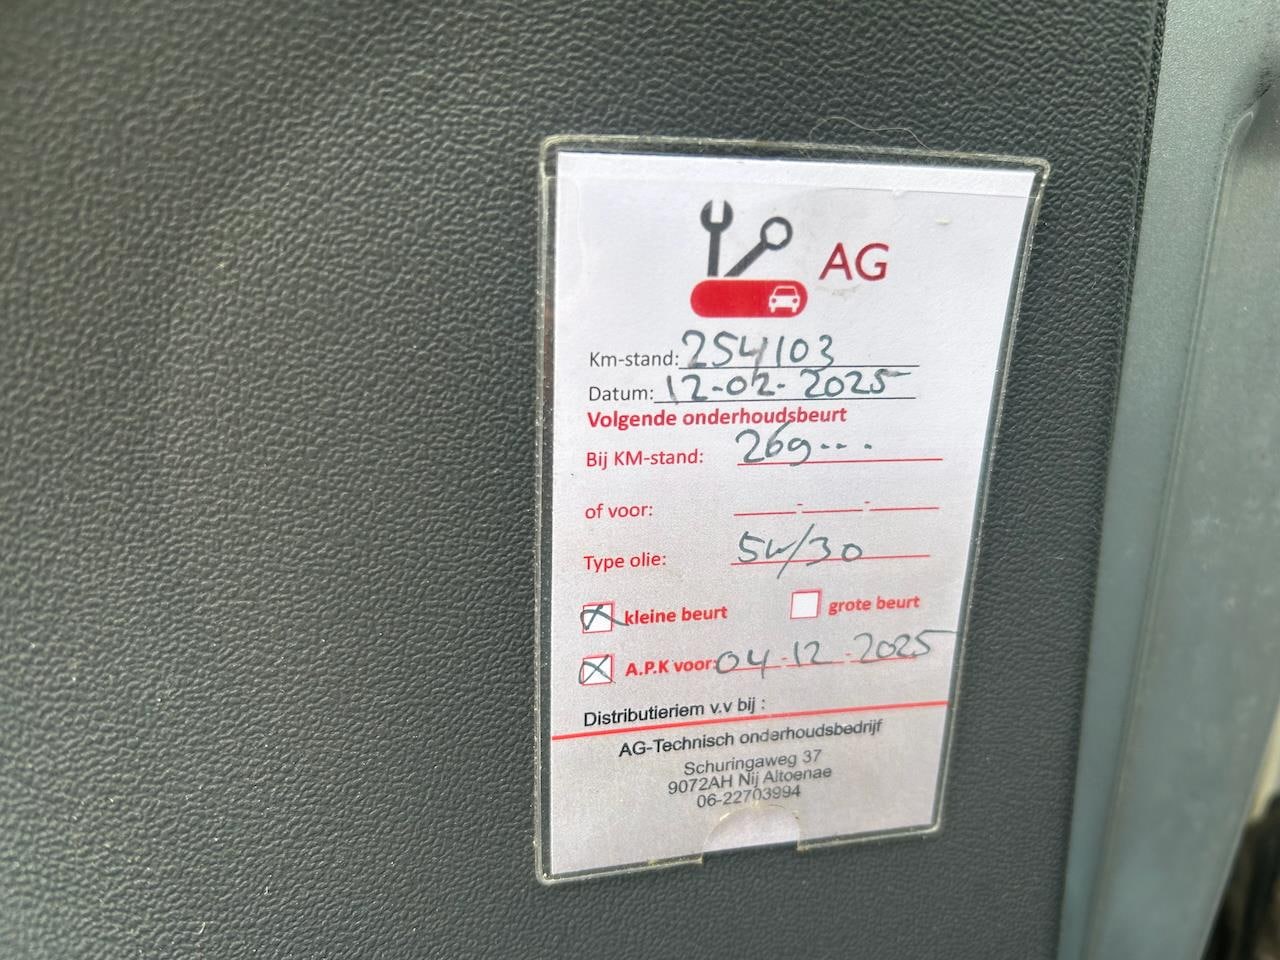 AG
Km-stand: 254103
Datum: 12-02-2025
Volgende onderhoudsbeurt
Bij KM-stand: 269---
of voor: - -
Type olie: 5w/30
kleine beurt grote beurt
A.P.K voor: 04-12-2025
Distributieriem v.v bij :
AG-Technisch onderhoudsbedrijf
Schuringaweg 37
9072AH Nij Altoenae
06-22703994